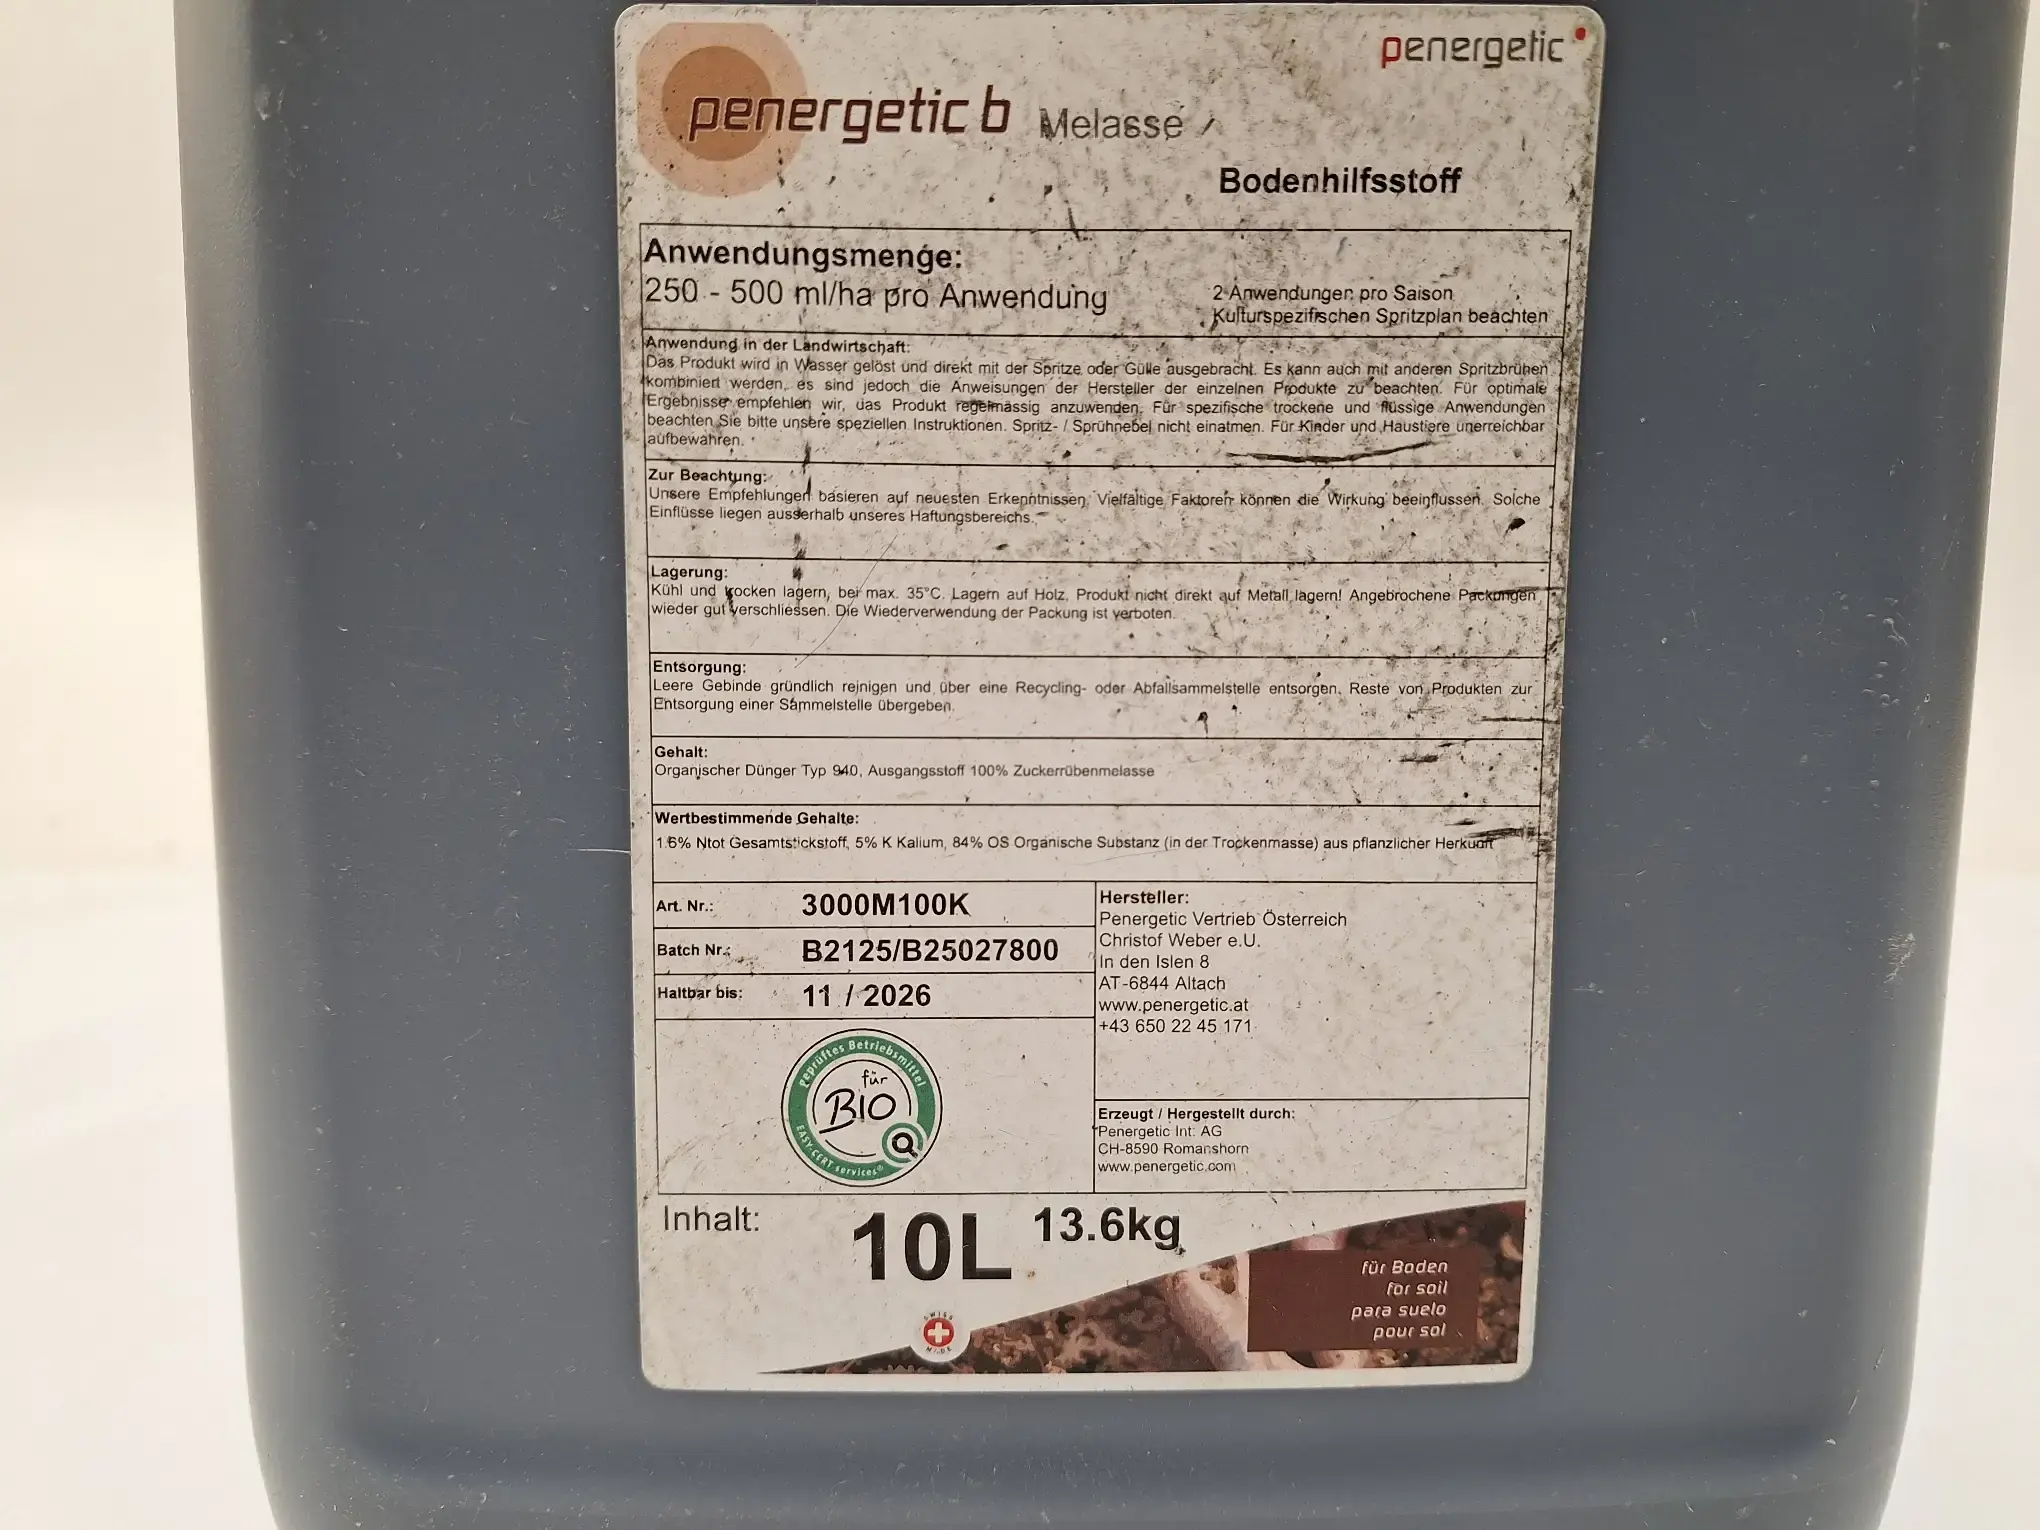 penergetic
penergetic b Melasse
Bodenhilfsstoff
Anwendungsmenge:
250 - 500 ml/ha pro Anwendung
2 Anwendungen pro Saison
Kulturspezifischen Spritzplan beachten
Anwendung in der Landwirtschaft:
Das Produkt wird in Wasser gelöst und direkt mit der Spritze oder Gülle ausgebracht. Es kann auch mit anderen Spritzbrühen
kombiniert werden, es sind jedoch die Anweisungen der Hersteller der einzelnen Produkte zu beachten. Für optimale
Ergebnisse empfehlen wir, das Produkt regelmässig anzuwenden. Für spezifische trockene und flüssige Anwendungen
beachten Sie bitte unsere speziellen Instruktionen. Spritz- / Sprühnebel nicht einatmen. Für Kinder und Haustiere unerreichbar
aufbewahren.
Zur Beachtung:
Unsere Empfehlungen basieren auf neuesten Erkenntnissen. Vielfältige Faktoren können die Wirkung beeinflussen. Solche
Einflüsse liegen ausserhalb unseres Haftungsbereichs.
Lagerung:
Kühl und trocken lagern, bei max. 35°C. Lagern auf Holz, Produkt nicht direkt auf Metall lagern! Angebrochene Packungen
wieder gut verschliessen. Die Wiederverwendung der Packung ist verboten.
Entsorgung:
Leere Gebinde gründlich reinigen und über eine Recycling- oder Abfallsammelstelle entsorgen. Reste von Produkten zur
Entsorgung einer Sammelstelle übergeben.
Gehalt:
Organischer Dünger Typ 940, Ausgangsstoff 100% Zuckerrübenmelasse
Wertbestimmende Gehalte:
1.6% Ntot Gesamtstickstoff, 5% K Kalium, 84% OS Organische Substanz (in der Trockenmasse) aus pflanzlicher Herkunft
Art. Nr.: 3000M100K
Batch Nr.: B2125/B25027800
Haltbar bis: 11 / 2026
Hersteller:
Penergetic Vertrieb Österreich
Christof Weber e.U.
In den Islen 8
AT-6844 Altach
www.penergetic.at
+43 650 22 45 171
geprüftes Betriebsmittel
für
BIO
EASY-CERT services®
Erzeugt / Hergestellt durch:
Penergetic Int. AG
CH-8590 Romanshorn
www.penergetic.com
Inhalt: 10L 13.6kg
SWISS
MADE
für Boden
for soil
para suelo
pour sol